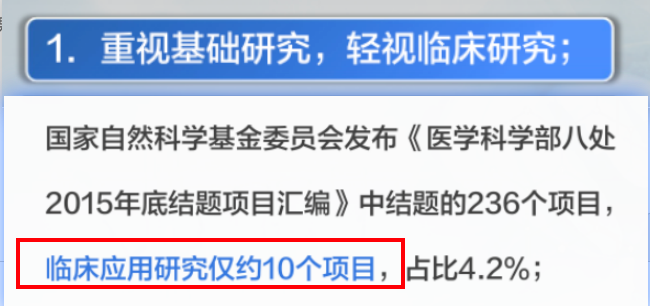 1. 重视基础研究，轻视临床研究；
国家自然科学基金委员会发布《医学科学部八处
2015年底结题项目汇编》中结题的236个项目，
临床应用研究仅约10个项目，占比4.2%；